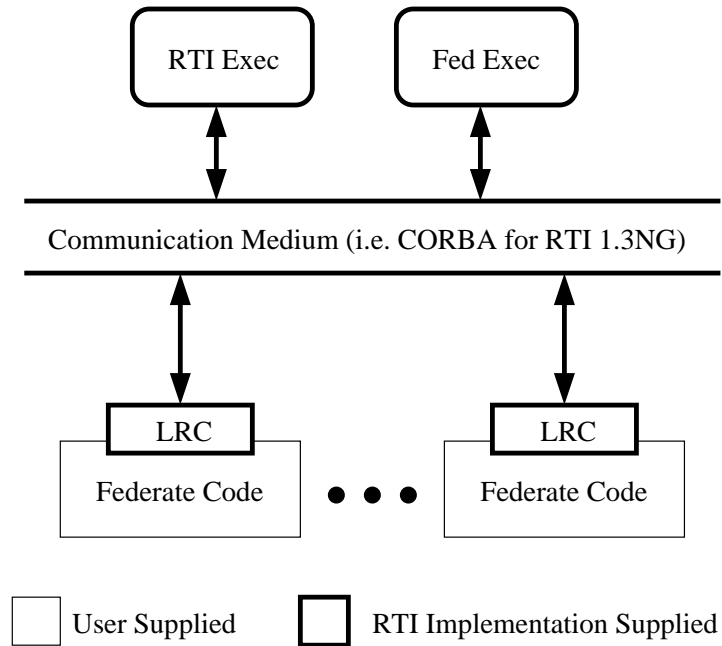 RTI Exec
Fed Exec
Communication Medium (i.e. CORBA for RTI 1.3NG)
LRC
LRC
Federate Code
Federate Code
User Supplied
RTI Implementation Supplied